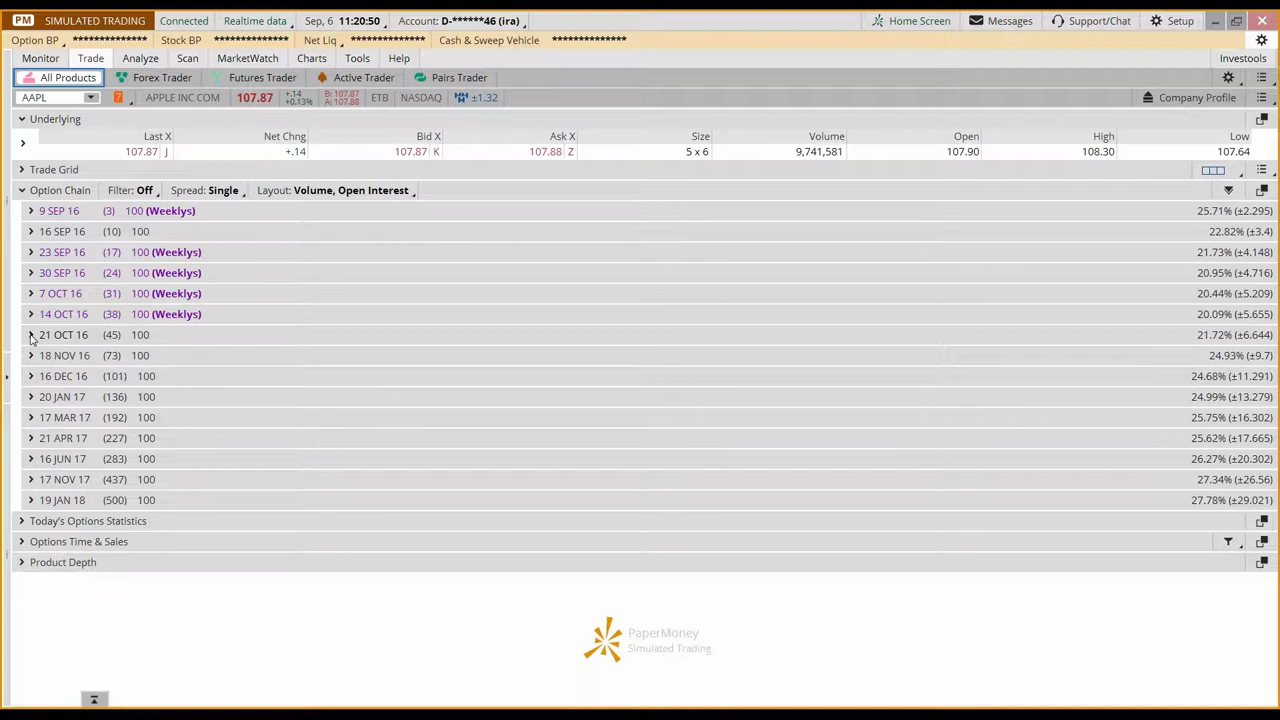 PM SIMULATED TRADING Connected Realtime data Sep, 6 11:20:50 Account: D-******46 (ira) Home Screen Messages Support/Chat Setup
Option BP ************** Stock BP ************** Net Liq ************** Cash & Sweep Vehicle **************
Monitor Trade Analyze Scan MarketWatch Charts Tools Help Investools
All Products Forex Trader Futures Trader Active Trader Pairs Trader
AAPL 7 APPLE INC COM 107.87 +.14 +0.13% B: 107.87 A: 107.88 ETB NASDAQ ±1.32 Company Profile
Underlying
Last X Net Chng Bid X Ask X Size Volume Open High Low
107.87 J +.14 107.87 K 107.88 Z 5 x 6 9,741,581 107.90 108.30 107.64
Trade Grid
Option Chain Filter: Off Spread: Single Layout: Volume, Open Interest
9 SEP 16 (3) 100 (Weeklys) 25.71% (±2.295)
16 SEP 16 (10) 100 22.82% (±3.4)
23 SEP 16 (17) 100 (Weeklys) 21.73% (±4.148)
30 SEP 16 (24) 100 (Weeklys) 20.95% (±4.716)
7 OCT 16 (31) 100 (Weeklys) 20.44% (±5.209)
14 OCT 16 (38) 100 (Weeklys) 20.09% (±5.655)
21 OCT 16 (45) 100 21.72% (±6.644)
18 NOV 16 (73) 100 24.93% (±9.7)
16 DEC 16 (101) 100 24.68% (±11.291)
20 JAN 17 (136) 100 24.99% (±13.279)
17 MAR 17 (192) 100 25.75% (±16.302)
21 APR 17 (227) 100 25.62% (±17.665)
16 JUN 17 (283) 100 26.27% (±20.302)
17 NOV 17 (437) 100 27.34% (±26.56)
19 JAN 18 (500) 100 27.78% (±29.021)
Today's Options Statistics
Options Time & Sales
Product Depth
PaperMoney
Simulated Trading